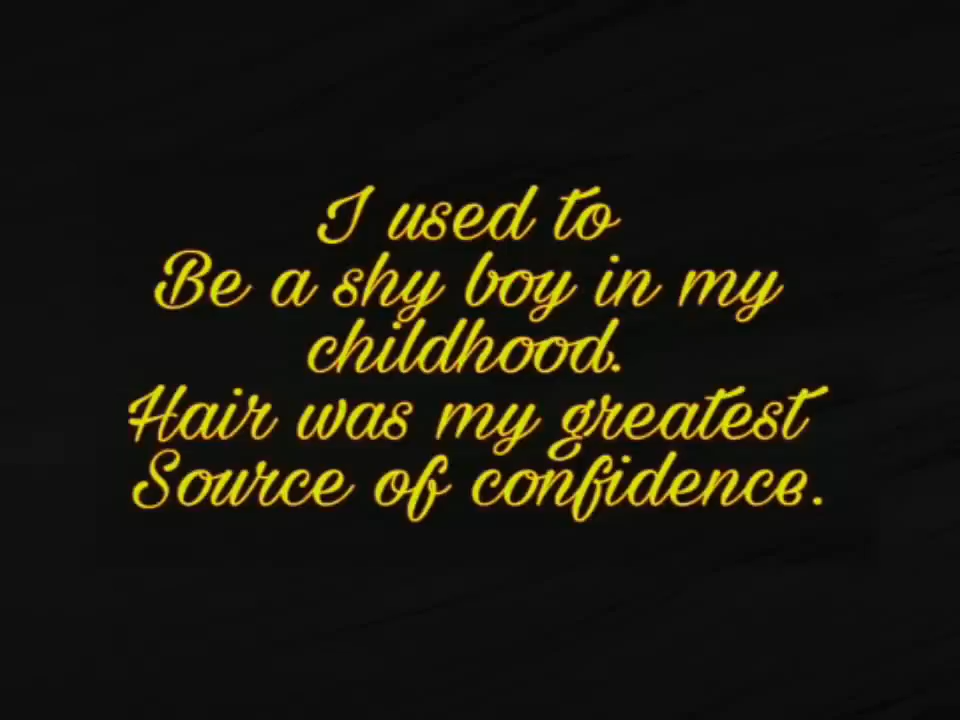 I used to
Be a shy boy in my
childhood.
Hair was my greatest
Source of confidence.